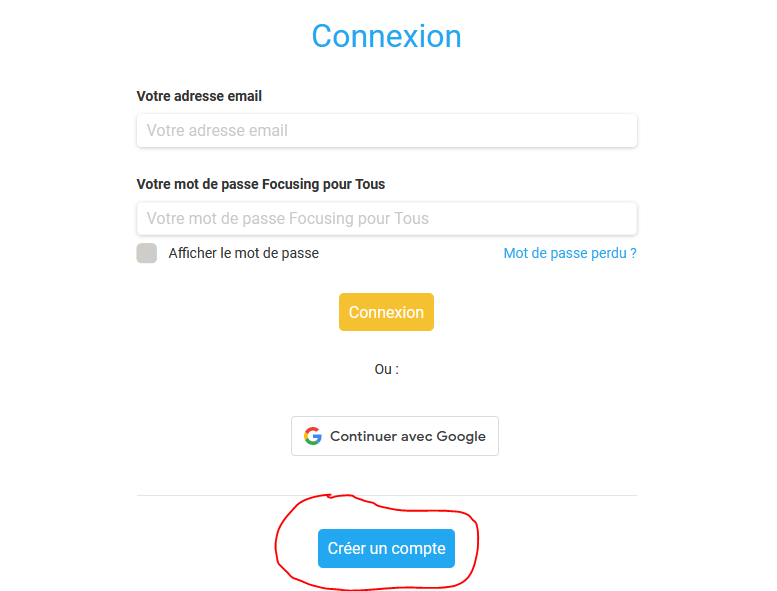 Connexion
Votre adresse email
Votre adresse email
Votre mot de passe Focusing pour Tous
Votre mot de passe Focusing pour Tous
Afficher le mot de passe Mot de passe perdu ?
Connexion
Ou :
Continuer avec Google
Créer un compte